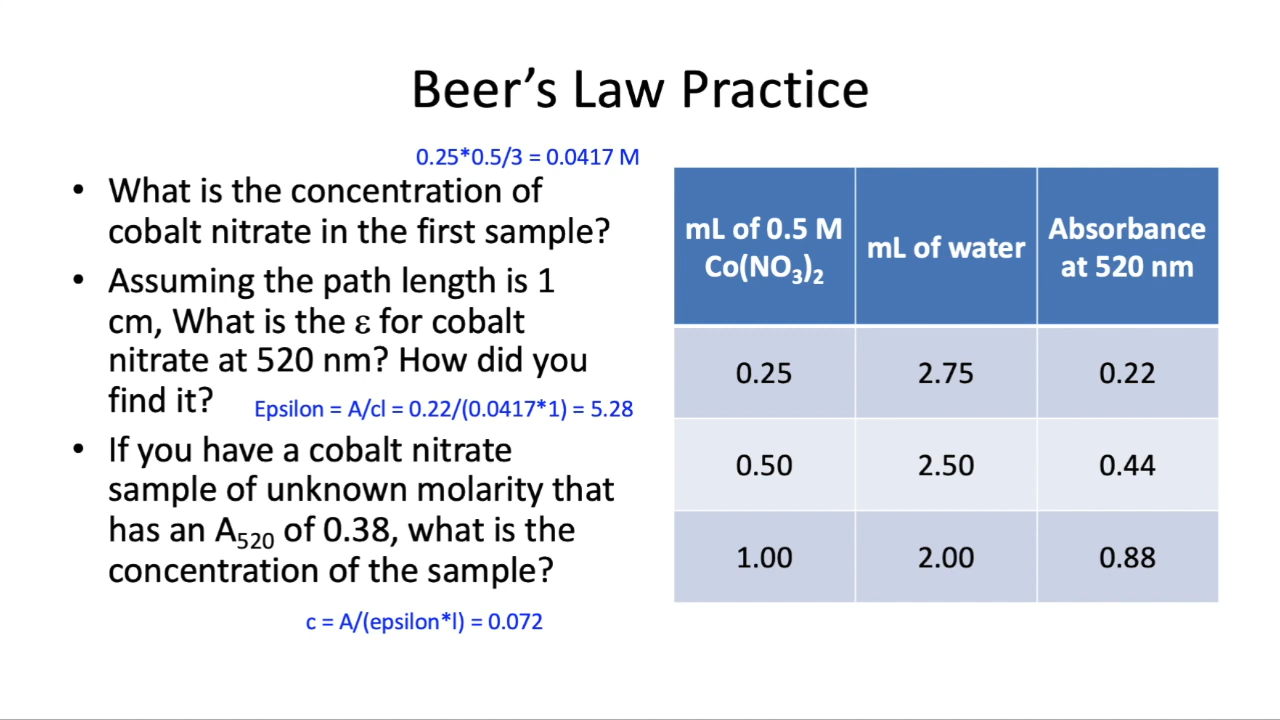 Beer’s Law Practice
0.25*0.5/3 = 0.0417 M
• What is the concentration of
cobalt nitrate in the first sample?
• Assuming the path length is 1
cm, What is the ε for cobalt
nitrate at 520 nm? How did you
find it?
Epsilon = A/cl = 0.22/(0.0417*1) = 5.28
• If you have a cobalt nitrate
sample of unknown molarity that
has an A₅₂₀ of 0.38, what is the
concentration of the sample?
c = A/(epsilon*l) = 0.072
mL of 0.5 M
Co(NO₃)₂
mL of water
Absorbance
at 520 nm
0.25 2.75 0.22
0.50 2.50 0.44
1.00 2.00 0.88